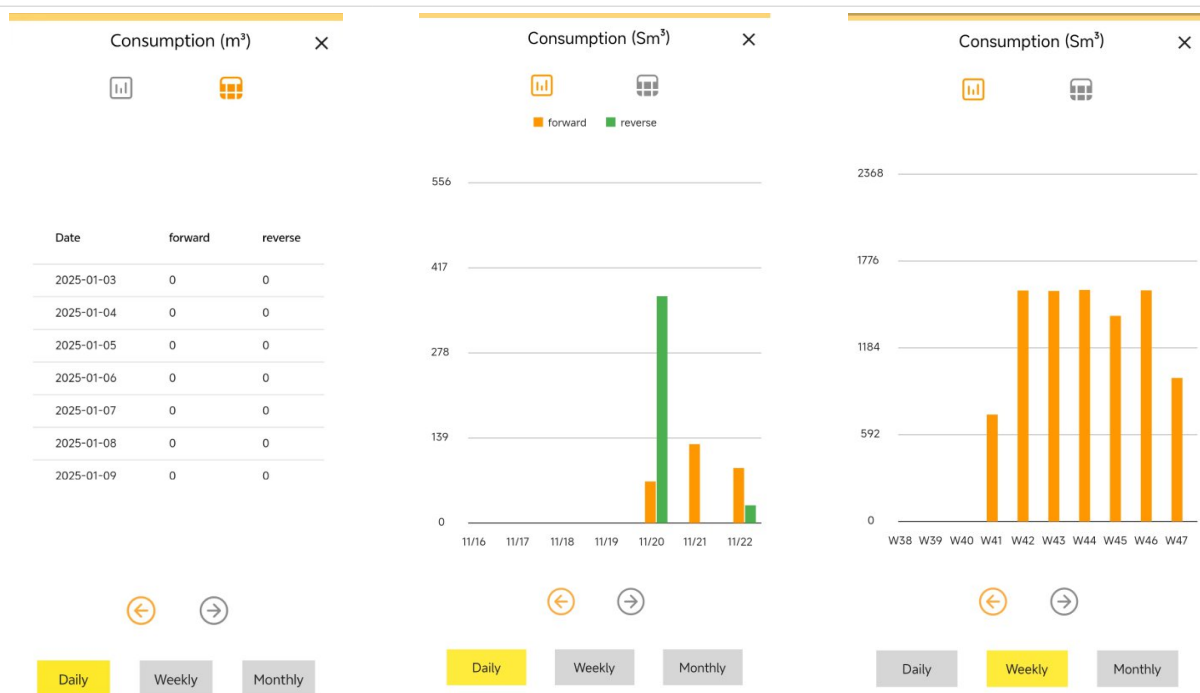 Consumption (m³)
Date forward reverse
2025-01-03 0 0
2025-01-04 0 0
2025-01-05 0 0
2025-01-06 0 0
2025-01-07 0 0
2025-01-08 0 0
2025-01-09 0 0
Daily Weekly Monthly
Consumption (Sm³)
forward reverse
556
417
278
139
0
11/16 11/17 11/18 11/19 11/20 11/21 11/22
Daily Weekly Monthly
Consumption (Sm³)
2368
1776
1184
592
0
W38 W39 W40 W41 W42 W43 W44 W45 W46 W47
Daily Weekly Monthly